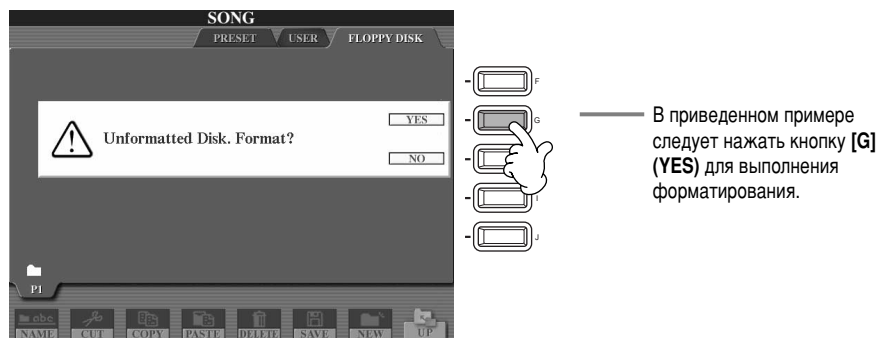 SONG
PRESET USER FLOPPY DISK
Unformatted Disk. Format?
YES
NO
P1
abc
NAME CUT COPY PASTE DELETE SAVE NEW UP
F
G
I
J
В приведенном примере
следует нажать кнопку [G]
(YES) для выполнения
форматирования.